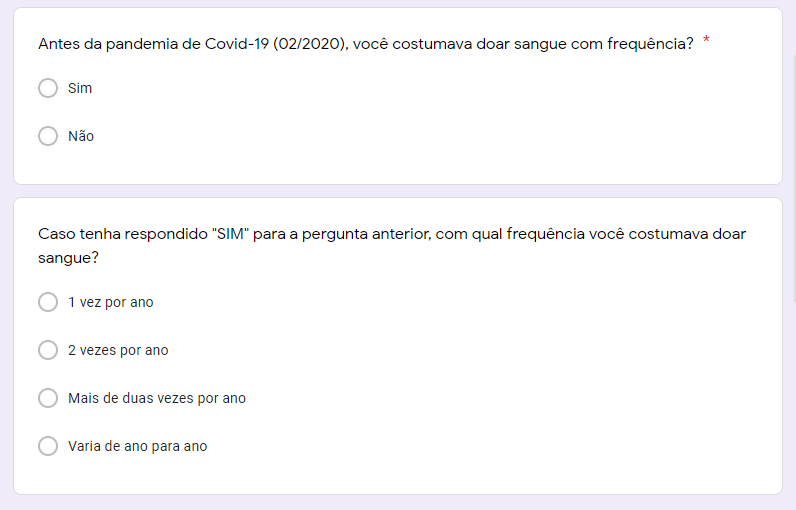 Antes da pandemia de Covid-19 (02/2020), você costumava doar sangue com frequência? *
Sim
Não
Caso tenha respondido "SIM" para a pergunta anterior, com qual frequência você costumava doar
sangue?
1 vez por ano
2 vezes por ano
Mais de duas vezes por ano
Varia de ano para ano